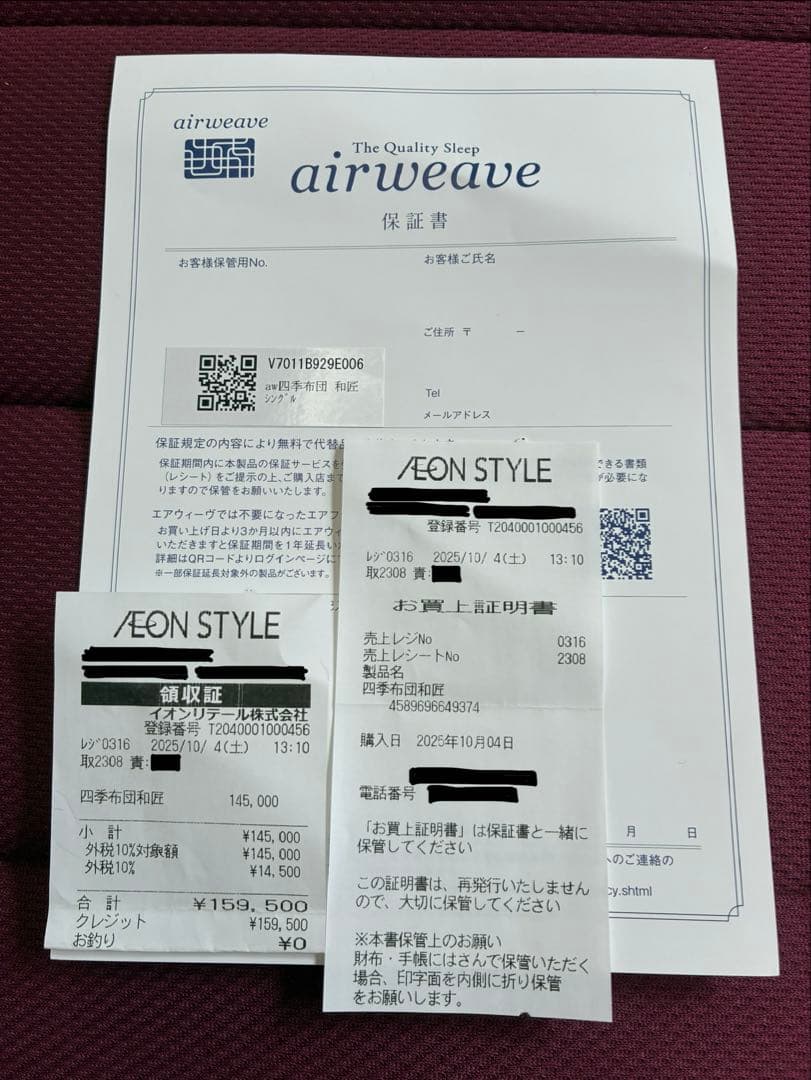 airweave
The Quality Sleep
airweave
保証書
お客様保管用No.
お客様ご氏名
ご住所 〒 －
V7011B929E006
aw四季布団 和匠
ｼﾝｸﾞﾙ
Tel
メールアドレス
保証規定の内容により無料で代替品
保証期間内に本製品の保証サービスを
できる書類
（レシート）をご提示の上、ご購入店まで
が必要にな
りますので保管をお願いいたします。
エアウィーヴでは不要になったエアフ
お買い上げ日より3か月以内にエアウィ
いただきますと保証期間を1年延長い
詳細はQRコードよりログインページに
※一部保証延長対象外の製品がございます。
月 日
へのご連絡の
cy.shtml
ÆON STYLE
領収証
イオンリテール株式会社
登録番号 T2040001000456
ﾚｼﾞ0316 2025/10/ 4(土) 13:10
取2308 責:
四季布団和匠 145,000
小 計 ¥145,000
外税10%対象額 ¥145,000
外税10% ¥14,500
合 計 ¥159,500
クレジット ¥159,500
お釣り ¥0
ÆON STYLE
登録番号 T2040001000456
ﾚｼﾞ0316 2025/10/ 4(土) 13:10
取2308 責:
お買上証明書
売上レジNo 0316
売上レシートNo 2308
製品名
四季布団和匠
4589696649374
購入日 2025年10月04日
電話番号
「お買上証明書」は保証書と一緒に
保管してください
この証明書は、再発行いたしません
ので、大切に保管してください
※本書保管上のお願い
財布・手帳にはさんで保管いただく
場合、印字面を内側に折り保管
をお願いします。